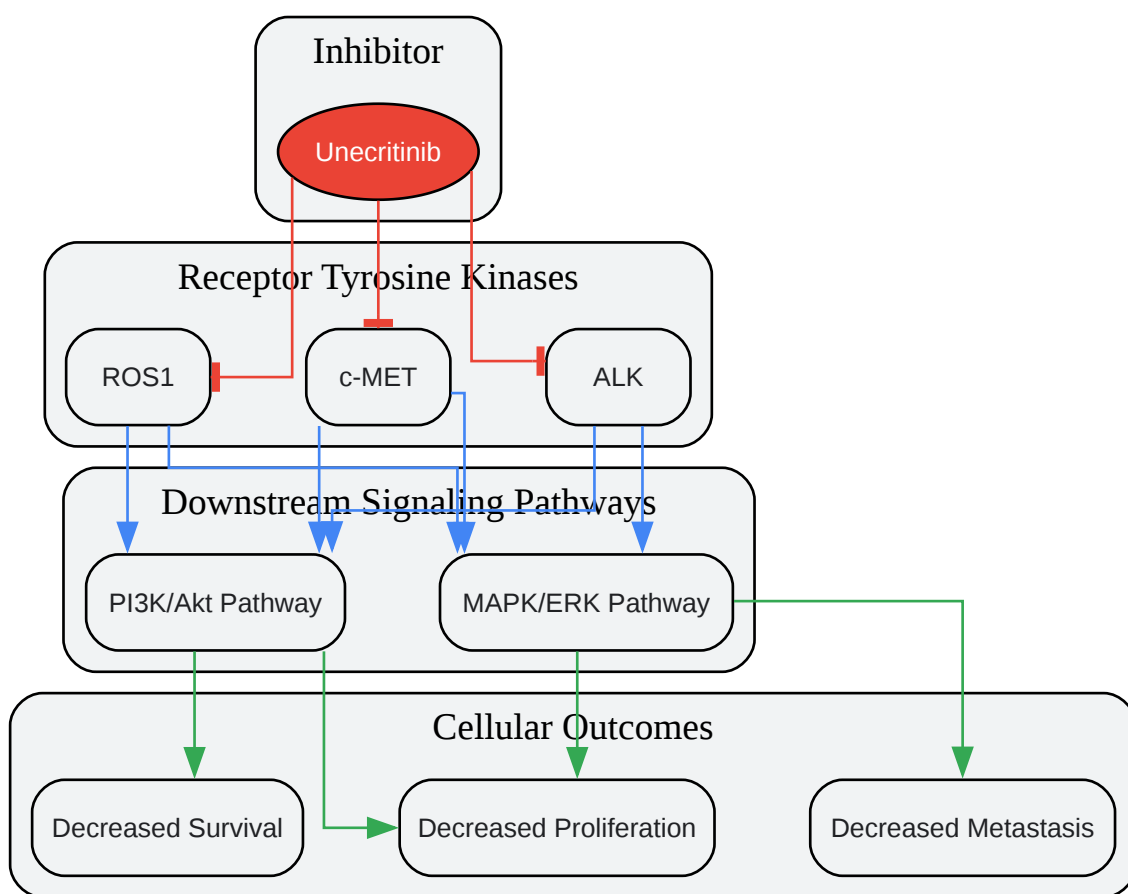 Inhibitor
Unecritinib
Receptor Tyrosine Kinases
ROS1
c-MET
ALK
Downstream Signaling Pathways
PI3K/Akt Pathway
MAPK/ERK Pathway
Cellular Outcomes
Decreased Survival
Decreased Proliferation
Decreased Metastasis